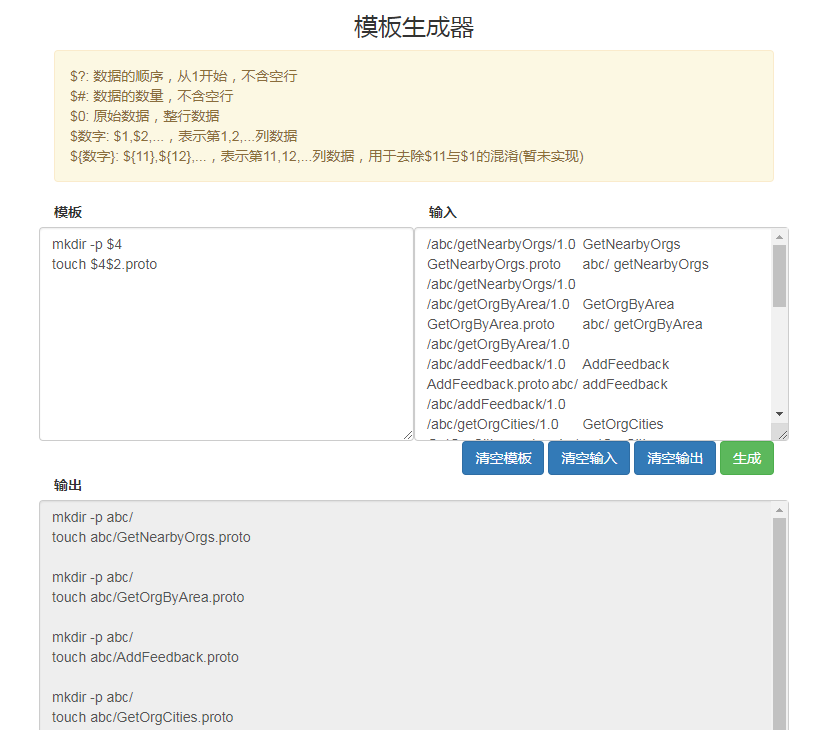 模板生成器
$?: 数据的顺序，从1开始，不含空行
$#: 数据的数量，不含空行
$0: 原始数据，整行数据
$数字: $1,$2,...，表示第1,2,...列数据
${数字}: ${11},${12},...，表示第11,12,...列数据，用于去除$11与$1的混淆(暂未实现)
模板
mkdir -p $4
touch $4$2.proto
输入
/abc/getNearbyOrgs/1.0 GetNearbyOrgs
GetNearbyOrgs.proto abc/ getNearbyOrgs
/abc/getNearbyOrgs/1.0
/abc/getOrgByArea/1.0 GetOrgByArea
GetOrgByArea.proto abc/ getOrgByArea
/abc/getOrgByArea/1.0
/abc/addFeedback/1.0 AddFeedback
AddFeedback.proto abc/ addFeedback
/abc/addFeedback/1.0
/abc/getOrgCities/1.0 GetOrgCities
清空模板 清空输入 清空输出 生成
输出
mkdir -p abc/
touch abc/GetNearbyOrgs.proto
mkdir -p abc/
touch abc/GetOrgByArea.proto
mkdir -p abc/
touch abc/AddFeedback.proto
mkdir -p abc/
touch abc/GetOrgCities.proto